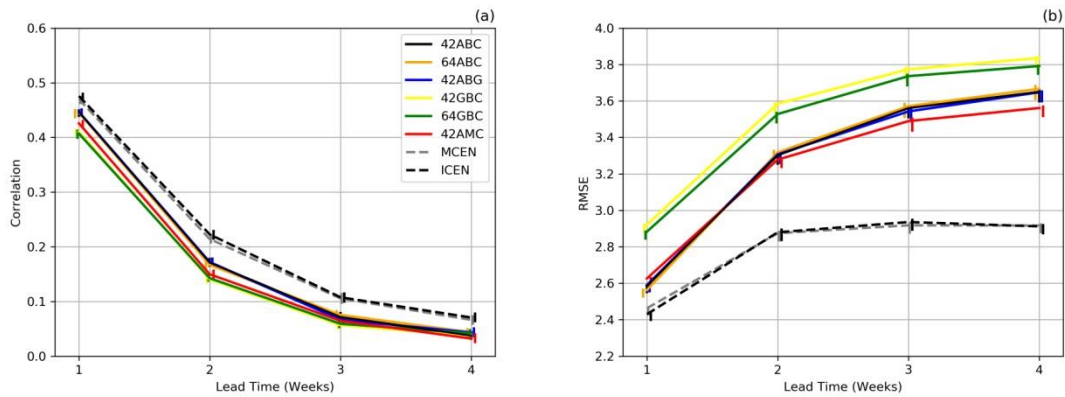 (a)
0.6
0.5
0.4
0.3
0.2
0.1
0.0
Correlation
1
2
3
4
Lead Time (Weeks)
42ABC
64ABC
42ABG
42GBC
64GBC
42AMC
MCEN
ICEN
(b)
4.0
3.8
3.6
3.4
3.2
3.0
2.8
2.6
2.4
2.2
RMSE
1
2
3
4
Lead Time (Weeks)